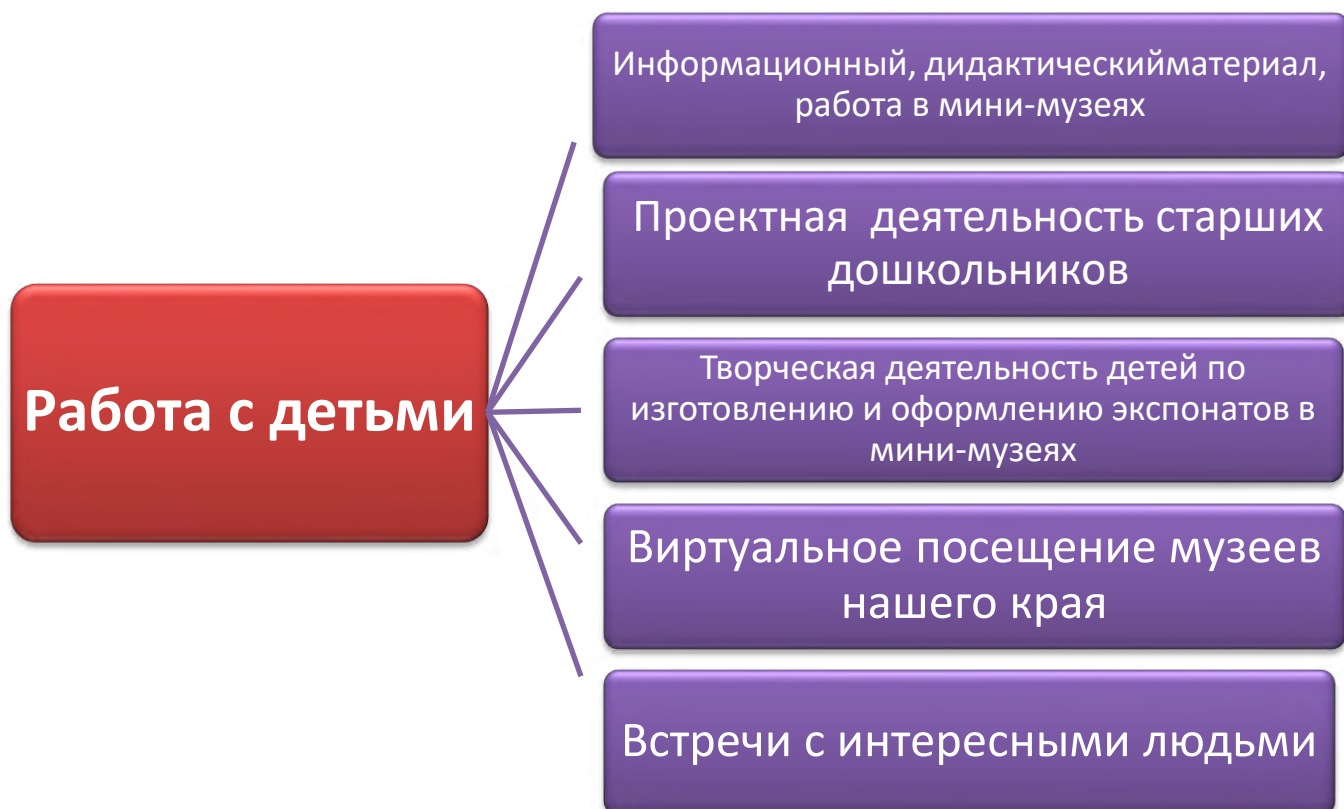 Информационный, дидактическийматериал,
работа в мини-музеях
Проектная  деятельность старших
дошкольников
Работа с детьми
Творческая деятельность детей по
изготовлению и оформлению экспонатов в
мини-музеях
Виртуальное посещение музеев
нашего края
Встречи с интересными людьми